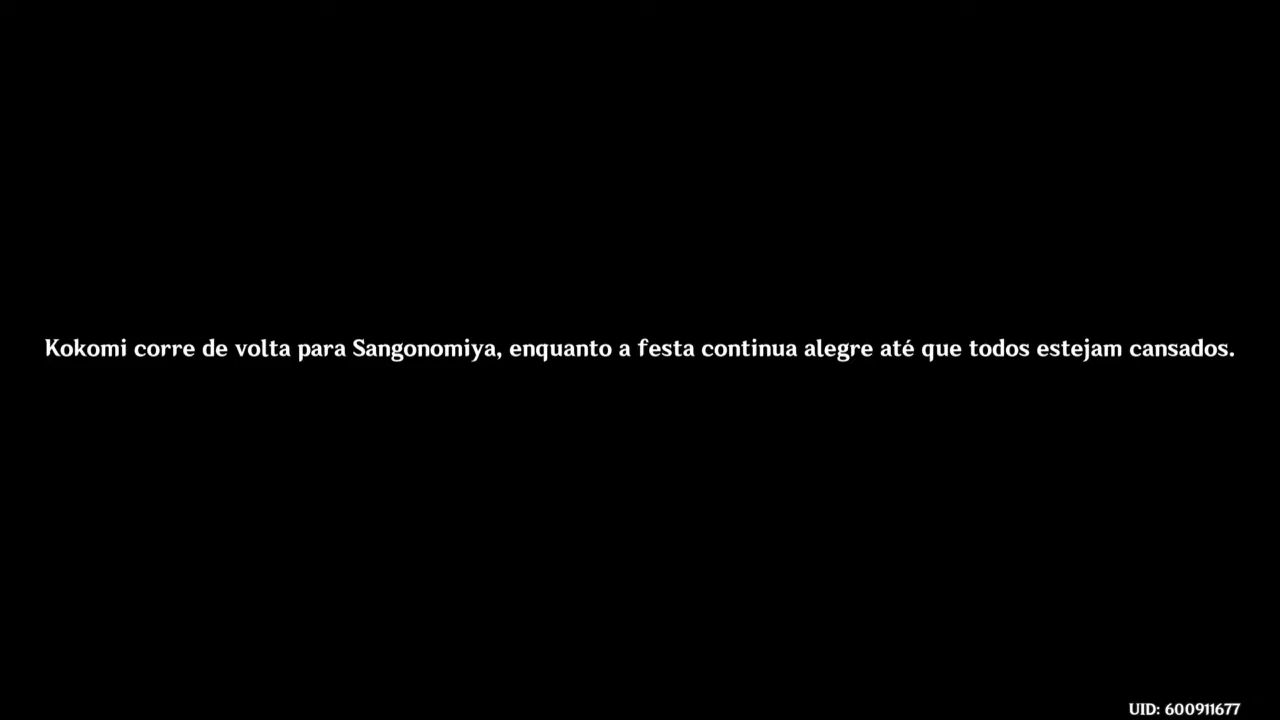 Kokomi corre de volta para Sangonomiya, enquanto a festa continua alegre até que todos estejam cansados.
UID: 600911677